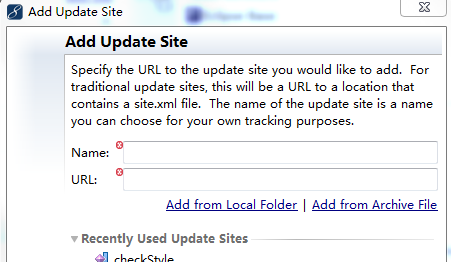 Add Update Site
Add Update Site
Specify the URL to the update site you would like to add. For
traditional update sites, this will be a URL to a location that
contains a site.xml file. The name of the update site is a name
you can choose for your own tracking purposes.
Name:
URL:
Add from Local Folder | Add from Archive File
Recently Used Update Sites
checkStyle